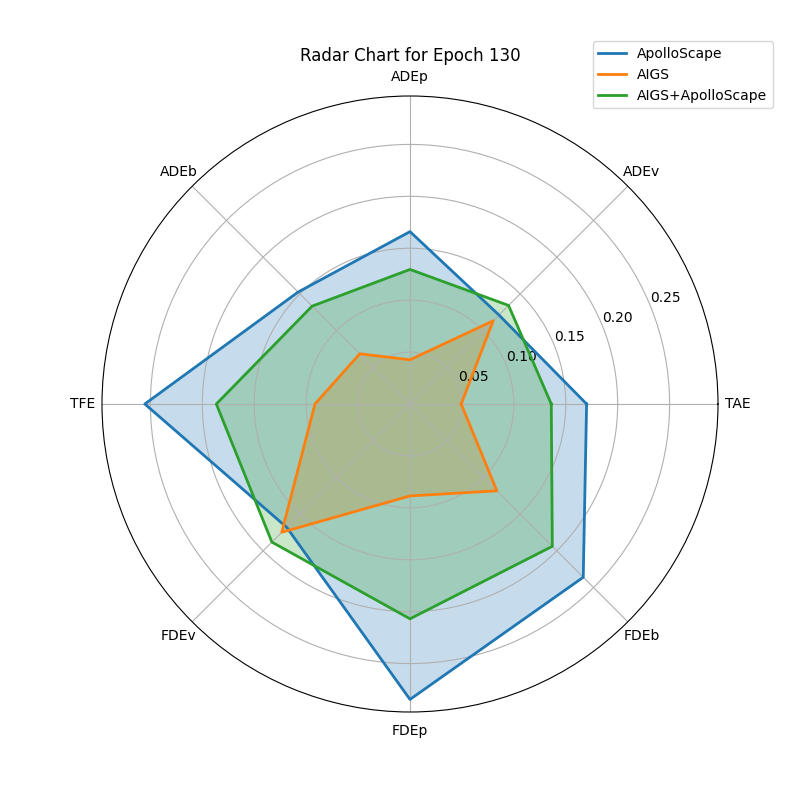 Radar Chart for Epoch 130
ApolloScape
AIGS
AIGS+ApolloScape
ADEp
ADEb
ADEv
0.25
0.20
0.15
0.10
0.05
TFE
TAE
FDEv
FDEb
FDEp